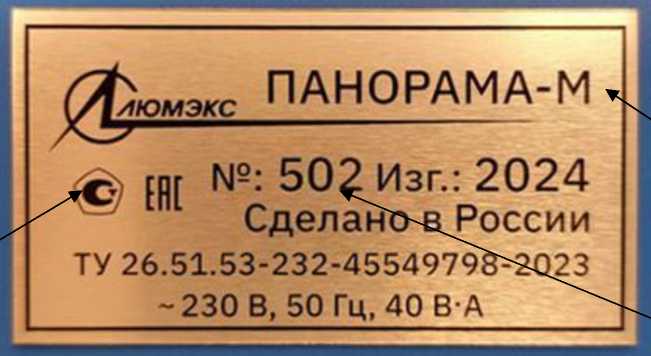 ЛЮМЭКС ПАНОРАМА-М
ЕАС №: 502 Изг.: 2024
Сделано в России
ТУ 26.51.53-232-45549798-2023
~230 В, 50 Гц, 40 В·А